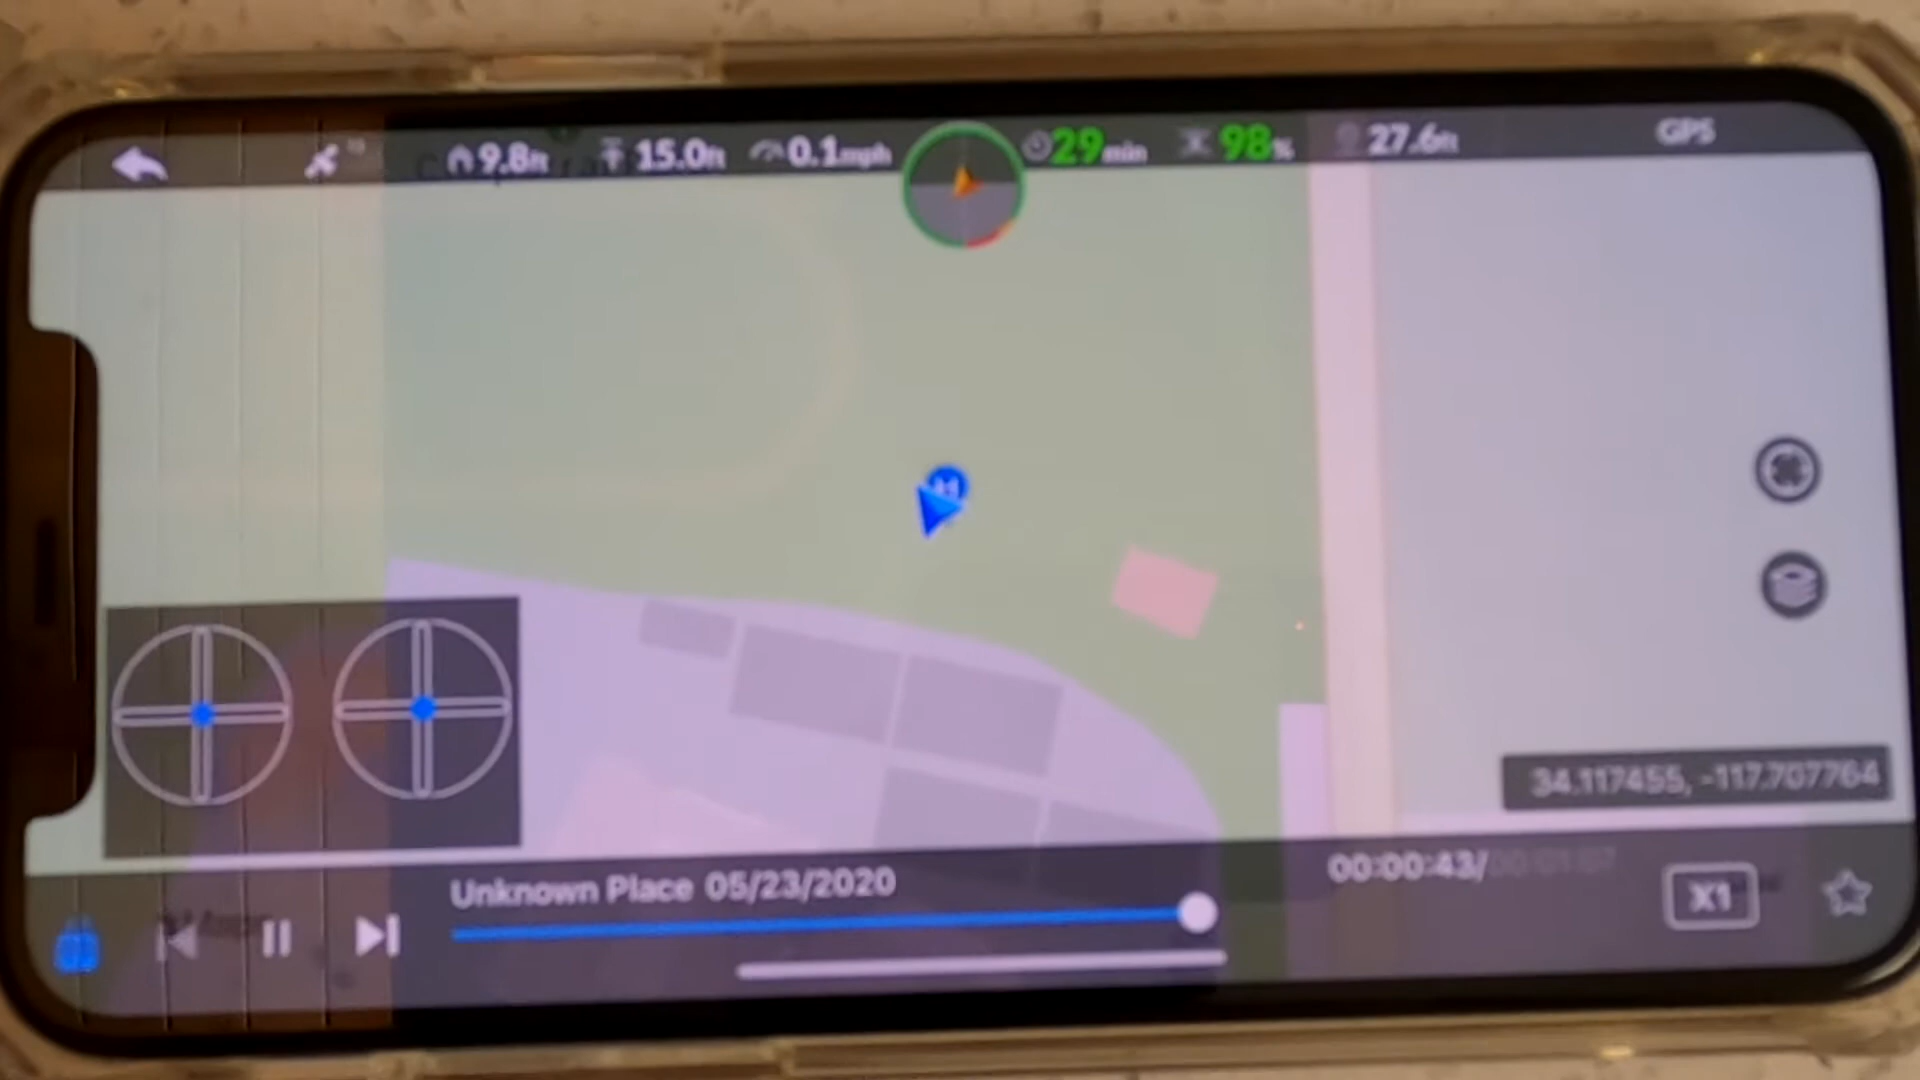 9.8ft 15.0ft 0.1mph 29min 98% 27.6ft GPS
H
34.117455, -117.707764
Unknown Place 05/23/2020
00:00:43/
X1